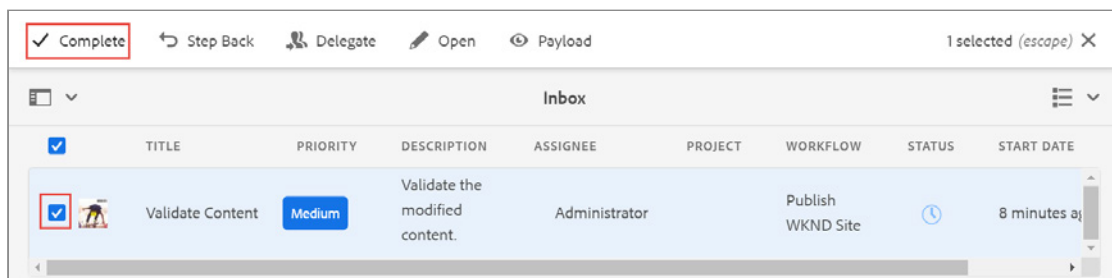 Complete Step Back Delegate Open Payload 1 selected (escape)
Inbox
TITLE PRIORITY DESCRIPTION ASSIGNEE PROJECT WORKFLOW STATUS START DATE
Validate Content Medium Validate the modified content. Administrator Publish WKND Site 8 minutes